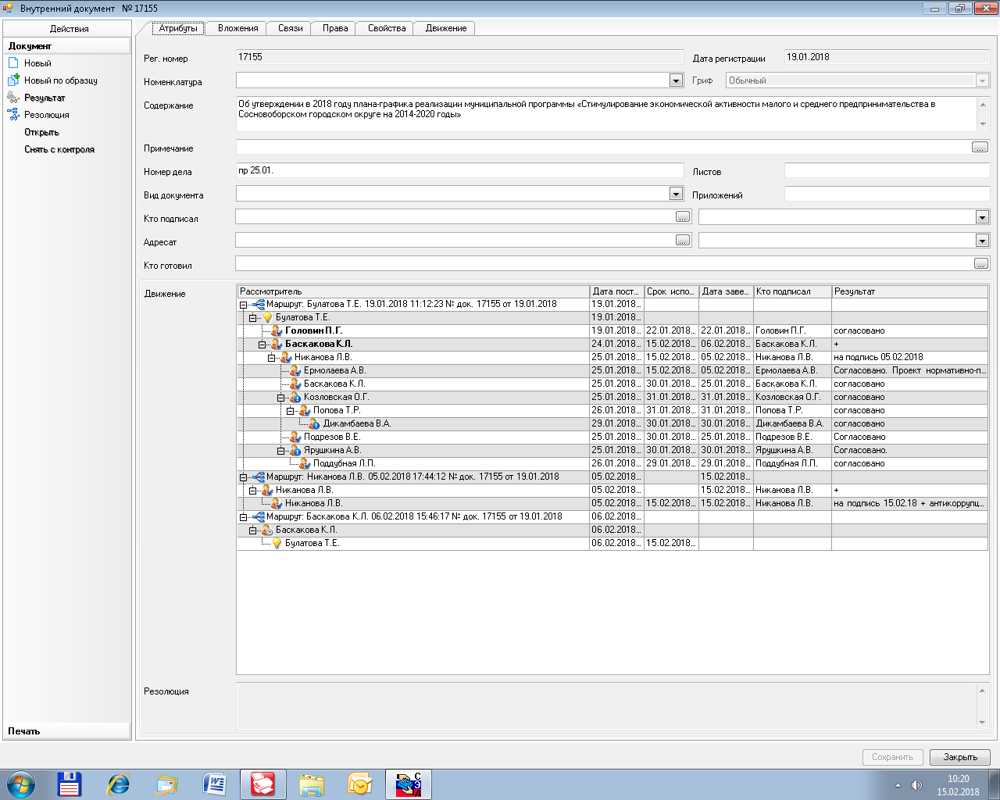 Внутренний документ № 17155
Действия
Документ
Новый
Новый по образцу
Результат
Резолюция
Открыть
Снять с контроля
Печать
Атрибуты Вложения Связи Права Свойства Движение
Рег. номер 17155 Дата регистрации 19.01.2018
Номенклатура Гриф Обычный
Содержание Об утверждении в 2018 году плана-графика реализации муниципальной программы «Стимулирование экономической активности малого и среднего предпринимательства в
Сосновоборском городском округе на 2014-2020 годы»
Примечание ...
Номер дела пр 25.01. Листов
Вид документа Приложений
Кто подписал ...
Адресат ...
Кто готовил ...
Движение
Рассмотритель Дата пост... Срок испо... Дата заве... Кто подписал Результат
Маршрут: Булатова Т.Е. 19.01.2018 11:12:23 № док. 17155 от 19.01.2018 19.01.2018...
Булатова Т.Е. 19.01.2018...
Головин П.Г. 19.01.2018... 22.01.2018... 22.01.2018... Головин П.Г. согласовано
Баскакова К.Л. 24.01.2018... 15.02.2018... 06.02.2018... Баскакова К.Л. +
Никанова Л.В. 25.01.2018... 15.02.2018... 05.02.2018... Никанова Л.В. на подпись 05.02.2018
Ермолаева А.В. 25.01.2018... 15.02.2018... 05.02.2018... Ермолаева А.В. Согласовано. Проект нормативно-п...
Баскакова К.Л. 25.01.2018... 30.01.2018... 25.01.2018... Баскакова К.Л. согласовано
Козловская О.Г. 25.01.2018... 31.01.2018... 31.01.2018... Козловская О.Г. согласовано
Попова Т.Р. 26.01.2018... 31.01.2018... 31.01.2018... Попова Т.Р. согласовано
Дикамбаева В.А. 29.01.2018... 30.01.2018... 30.01.2018... Дикамбаева В.А. согласовано
Подрезов В.Е. 25.01.2018... 30.01.2018... 30.01.2018... Подрезов В.Е. Согласовано
Ярушкина А.В. 25.01.2018... 30.01.2018... 30.01.2018... Ярушкина А.В. Согласовано.
Поддубная Л.П. 26.01.2018... 29.01.2018... 29.01.2018... Поддубная Л.П. согласовано
Маршрут: Никанова Л.В. 05.02.2018 17:44:12 № док. 17155 от 19.01.2018 05.02.2018... 15.02.2018...
Никанова Л.В. 05.02.2018... 15.02.2018... Никанова Л.В. +
Никанова Л.В. 05.02.2018... 15.02.2018... 15.02.2018... Никанова Л.В. на подпись 15.02.18 + антикоррупц...
Маршрут: Баскакова К.Л. 06.02.2018 15:46:17 № док. 17155 от 19.01.2018 06.02.2018...
Баскакова К.Л. 06.02.2018...
Булатова Т.Е. 06.02.2018... 15.02.2018...
Резолюция
Сохранить Закрыть
СЭД
10:20
15.02.2018